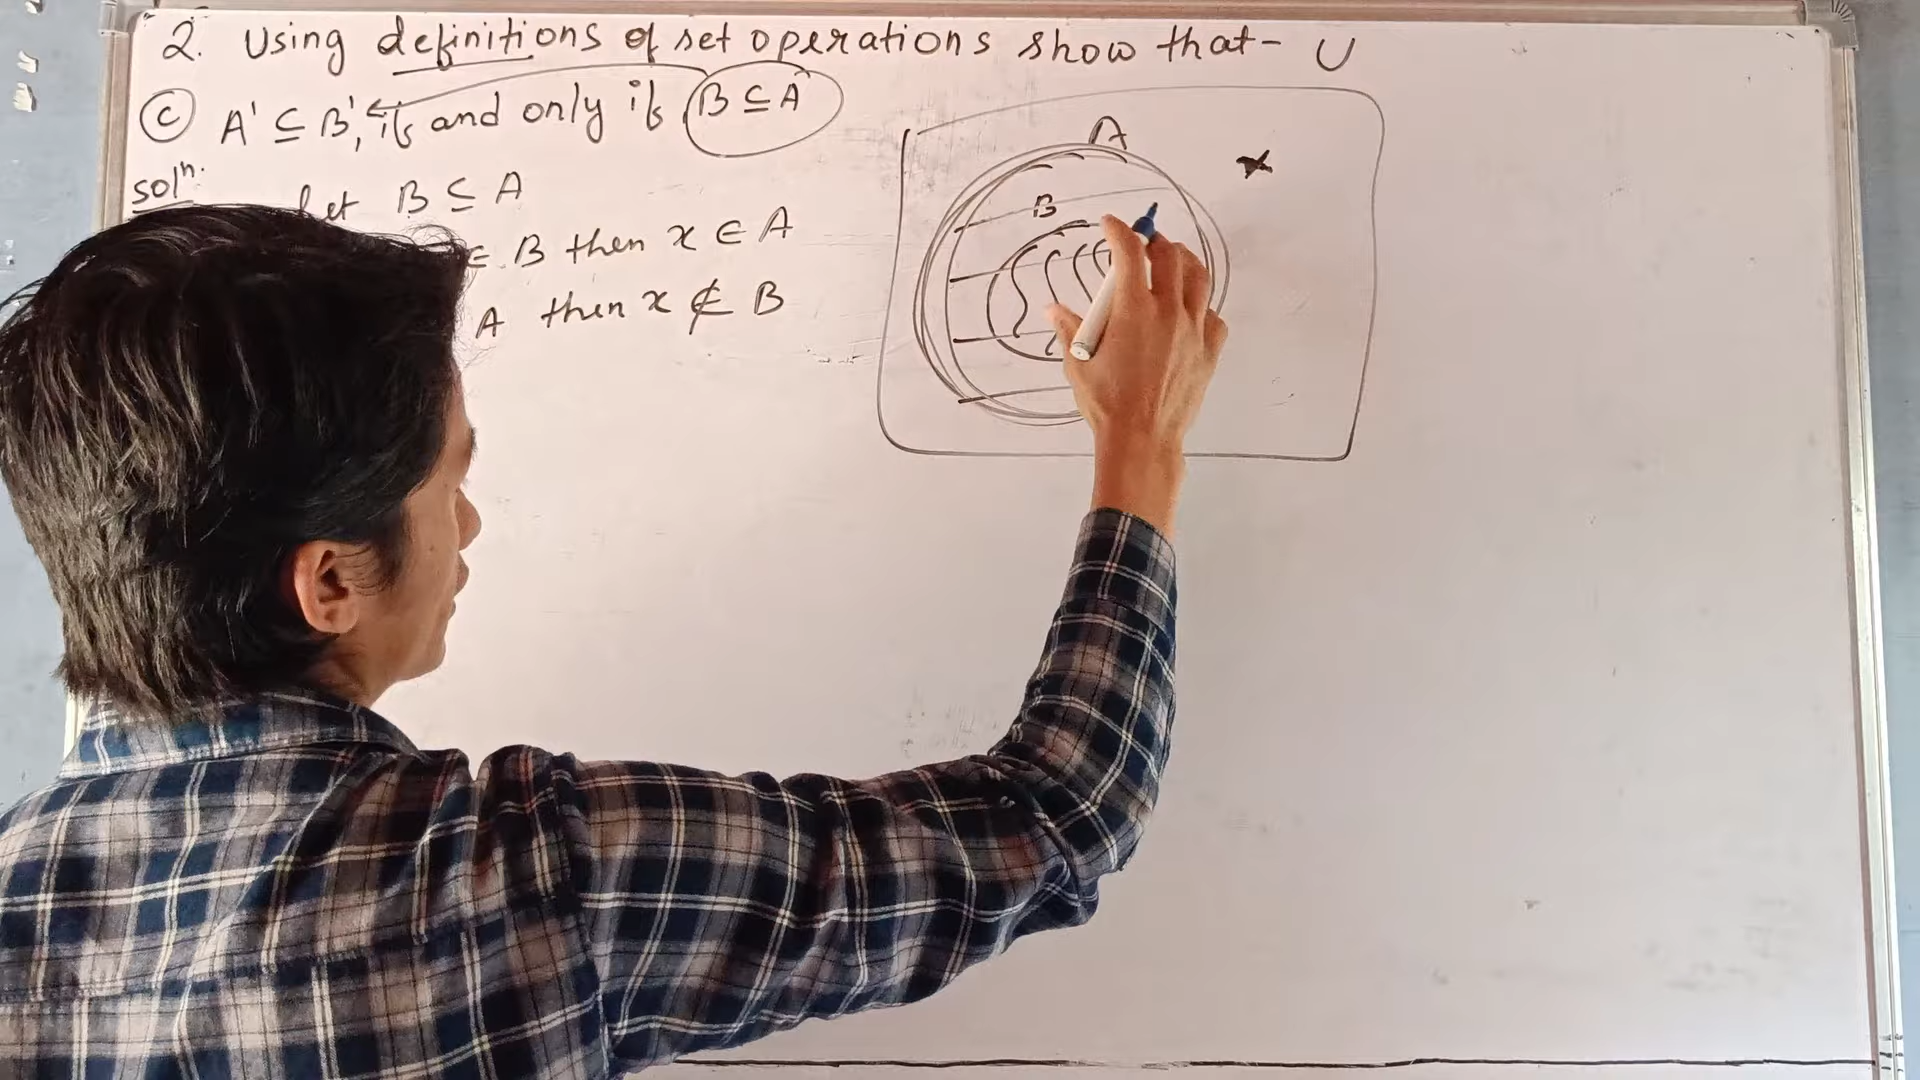 2. Using definitions of set operations show that - U
(c) A' ⊆ B', if and only if B ⊆ A
solⁿ:
let B ⊆ A
∈ B then x ∈ A
A then x ∉ B
A
B